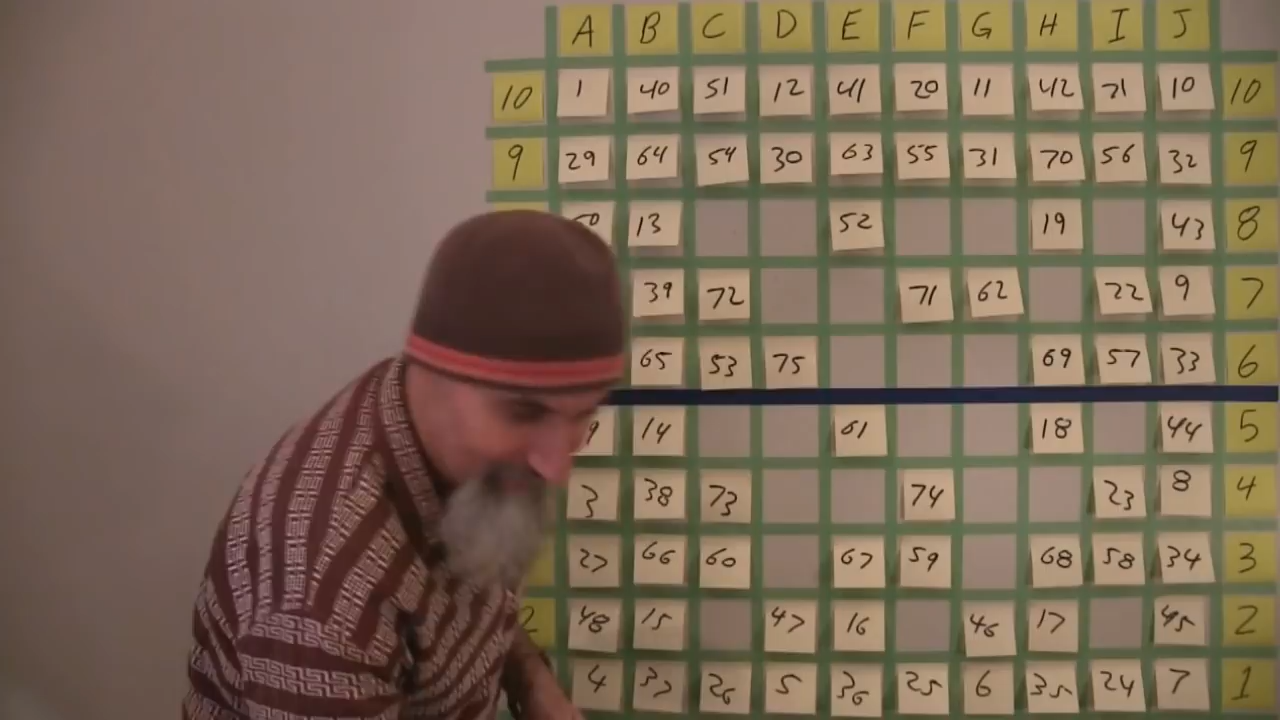 A B C D E F G H I J
10 1 40 51 12 41 20 11 42 21 10 10
9 29 64 54 30 63 55 31 70 56 32 9
50 13 52 19 43 8
39 72 71 62 22 9 7
65 53 75 69 57 33 6
14 61 18 44 5
3 38 73 74 23 8 4
27 66 60 67 59 68 58 34 3
2 48 15 47 16 46 17 45 2
4 37 26 5 36 25 6 35 24 7 1